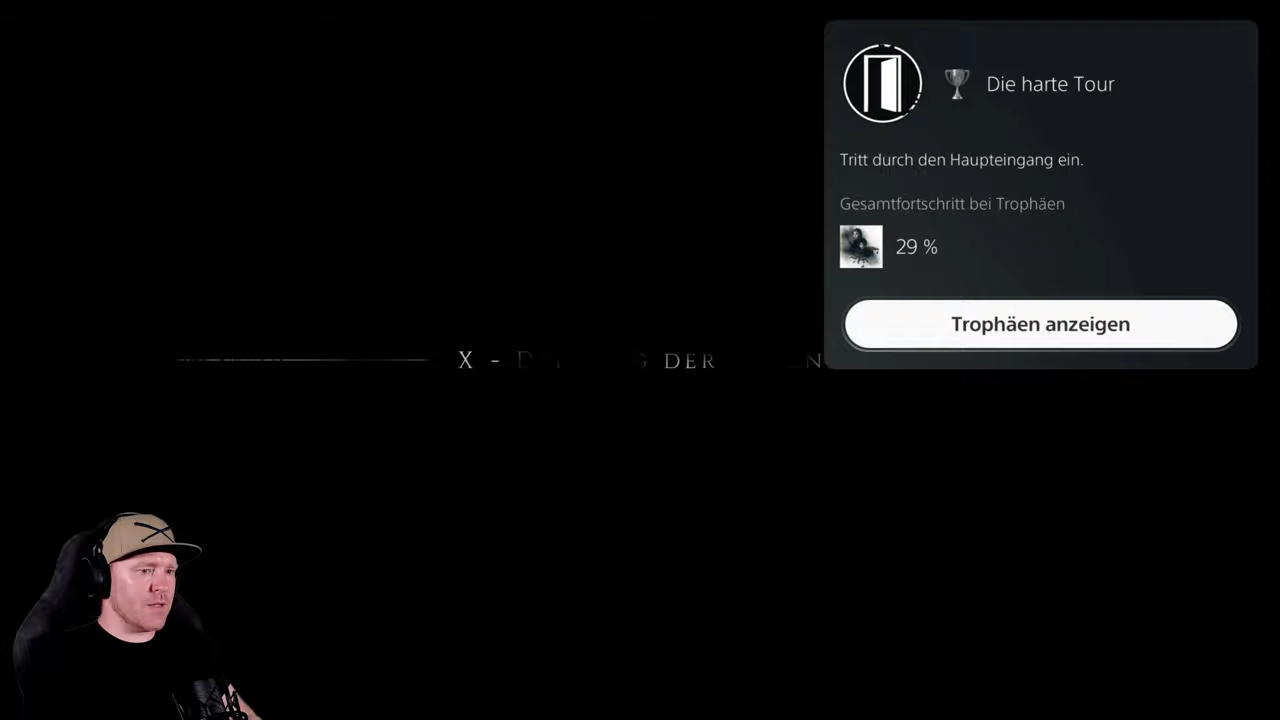 Die harte Tour
Tritt durch den Haupteingang ein.
Gesamtfortschritt bei Trophäen
29 %
Trophäen anzeigen
X - DER